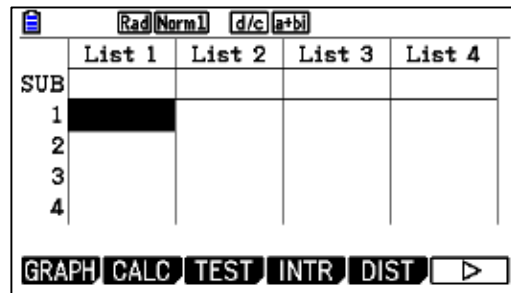 Rad Norm1 d/c a+bi
List 1 List 2 List 3 List 4
SUB
1
2
3
4
GRAPH CALC TEST INTR DIST ▷